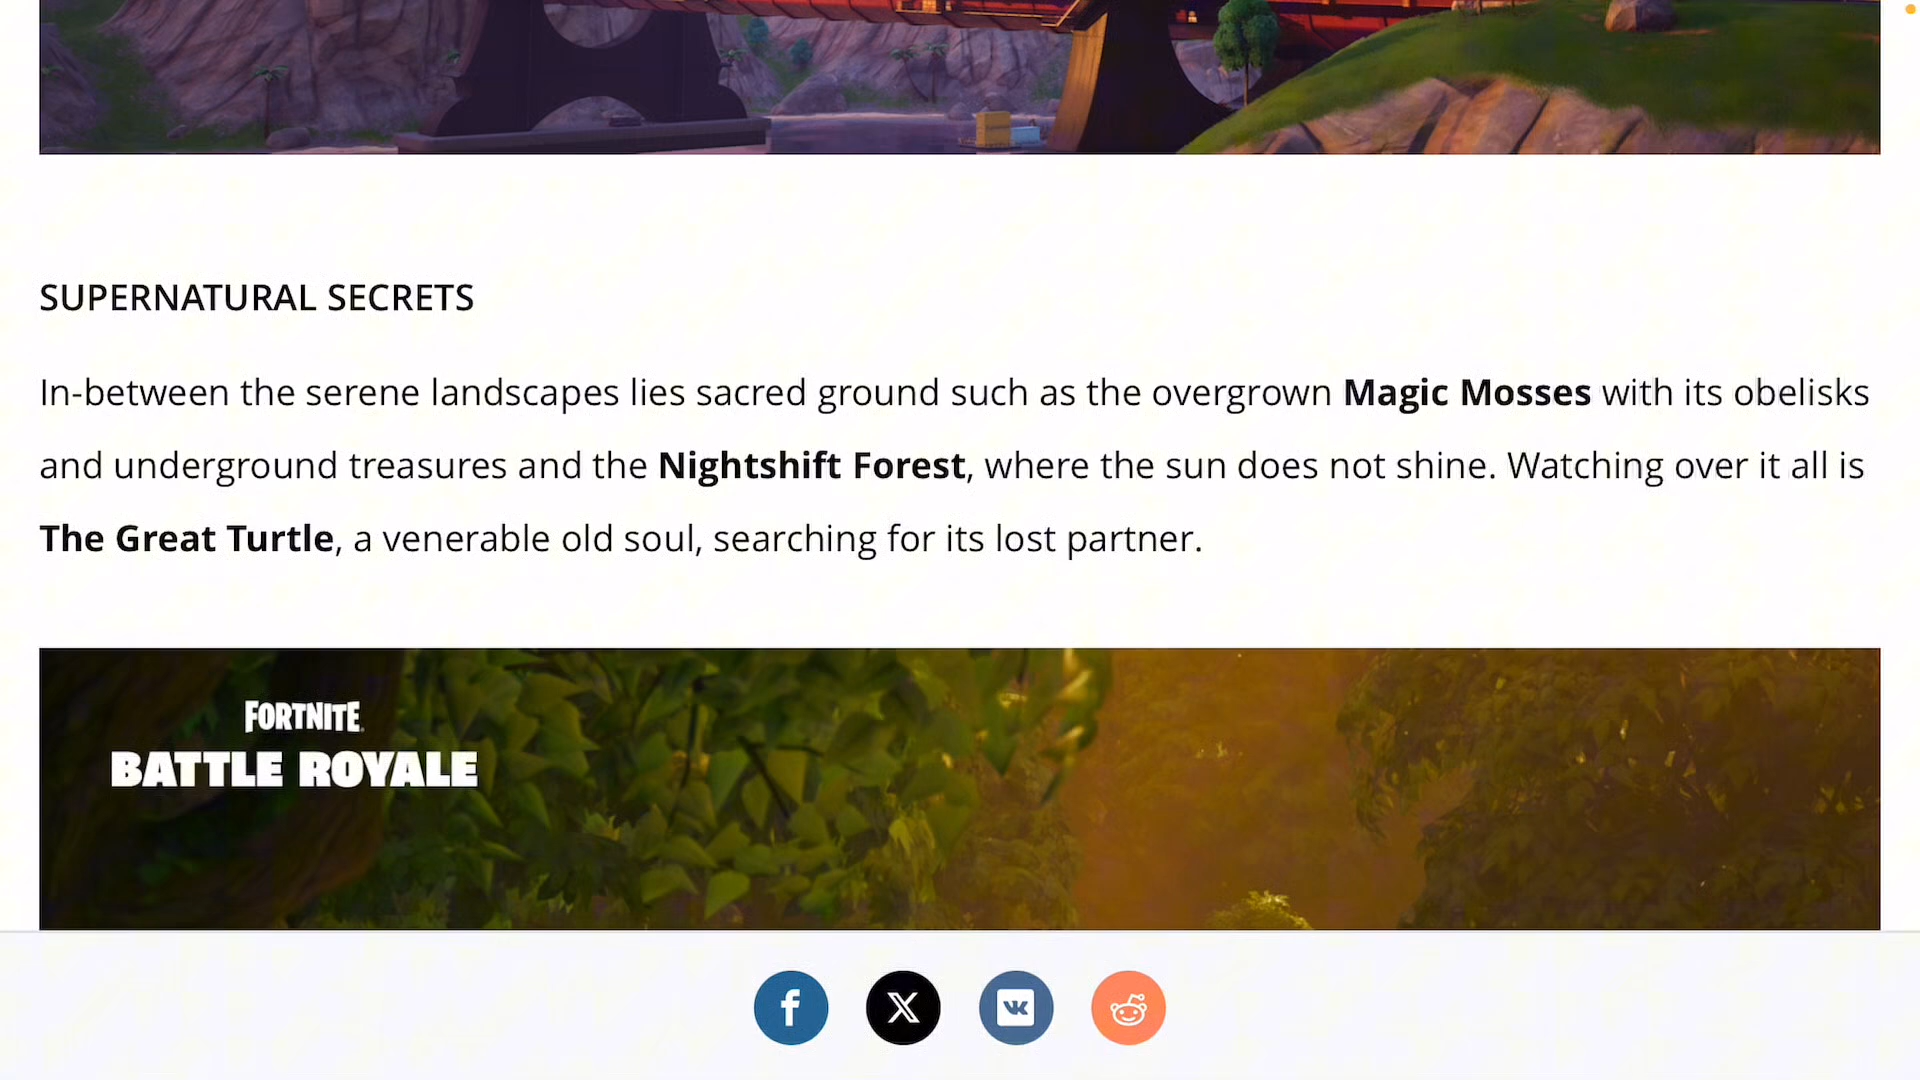 SUPERNATURAL SECRETS
In-between the serene landscapes lies sacred ground such as the overgrown Magic Mosses with its obelisks
and underground treasures and the Nightshift Forest, where the sun does not shine. Watching over it all is
The Great Turtle, a venerable old soul, searching for its lost partner.
FORTNITE
BATTLE ROYALE